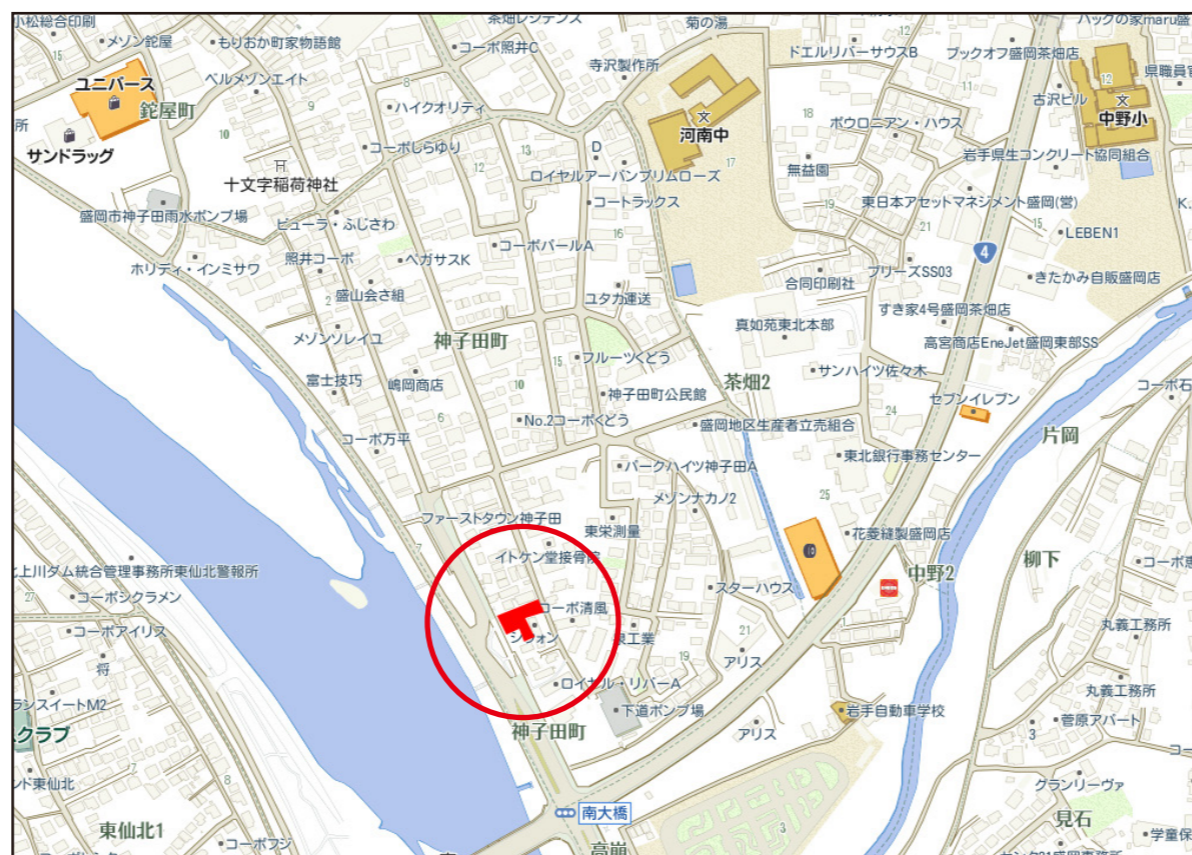 小松総合印刷
茶畑レジデンス
菊の湯
メゾン鉈屋
もりおか町家物語館
コーポ照井C
ドエルリバーサウスB
ブックオフ盛岡茶畑店
ハックの家maru盛
ユニバース
ベルメゾンエイト
寺沢製作所
古沢ビル
県職員官
鉈屋町
ハイクオリティ
中野小
所
河南中
ボウロニアン・ハウス
サンドラッグ
コーポしらゆり
D
岩手県生コンクリート協同組合
十文字稲荷神社
ロイヤルアーバンプリムローズ
無益園
盛岡市神子田雨水ポンプ場
ビューラ・ふじさわ
コートラックス
東日本アセットマネジメント盛岡(営)
K.
LEBEN1
ホリディ・インミサワ
照井コーポ
ペガサスK
コーポパールA
4
盛山会さ組
ユタカ運送
合同印刷社
ブリーズSS03
きたかみ自販盛岡店
メゾンソレイユ
神子田町
真如苑東北本部
すき家4号盛岡茶畑店
高宮商店EneJet盛岡東部SS
富士技巧
嶋岡商店
フルーツくどう
茶畑2
サンハイツ佐々木
コーポ石
神子田町公民館
セブンイレブン
コーポ万平
No.2コーポくどう
盛岡地区生産者立売組合
片岡
パークハイツ神子田A
東北銀行事務センター
メゾンナカノ2
ファーストタウン神子田
東栄測量
花菱縫製盛岡店
イトケン堂接骨院
北上川ダム統合管理事務所東仙北警報所
スターハウス
中野2
柳下
コーポ恵
コーポシクラメン
コーポ清風
コーポアイリス
シフォン
泉工業
丸義工務所
将
アリス
ロイヤル・リバーA
丸義工務所
ランスイートM2
下道ポンプ場
岩手自動車学校
菅原アパート
スクラブ
神子田町
アリス
コー
ンド東仙北
グランリーヴァ
南大橋
見石
東仙北1
コーポフジ
高崩
学童保